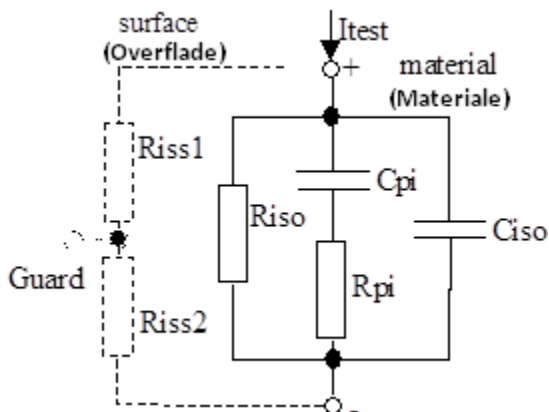 surface
(Overflade)
Itest
+
material
(Materiale)
Riss1
Cpi
Riso
Ciso
Guard
Rpi
Riss2
-